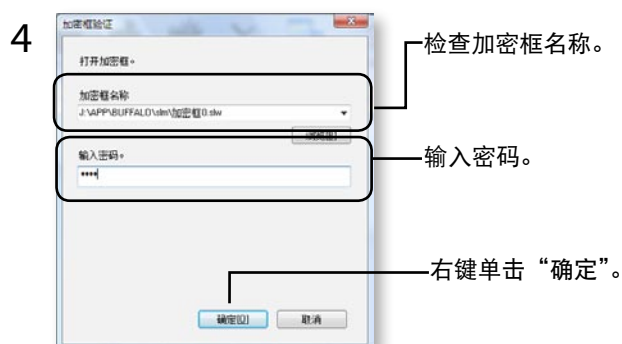 4
加密框验证
打开加密框。
检查加密框名称。
加密框名称
J:\APP\BUFFALO\slm\加密框0.slw
输入密码。
输入密码。
****
右键单击“确定”。
确定[O]
取消